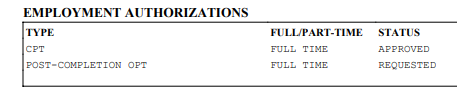 EMPLOYMENT AUTHORIZATIONS
TYPE FULL/PART-TIME STATUS
CPT FULL TIME APPROVED
POST-COMPLETION OPT FULL TIME REQUESTED